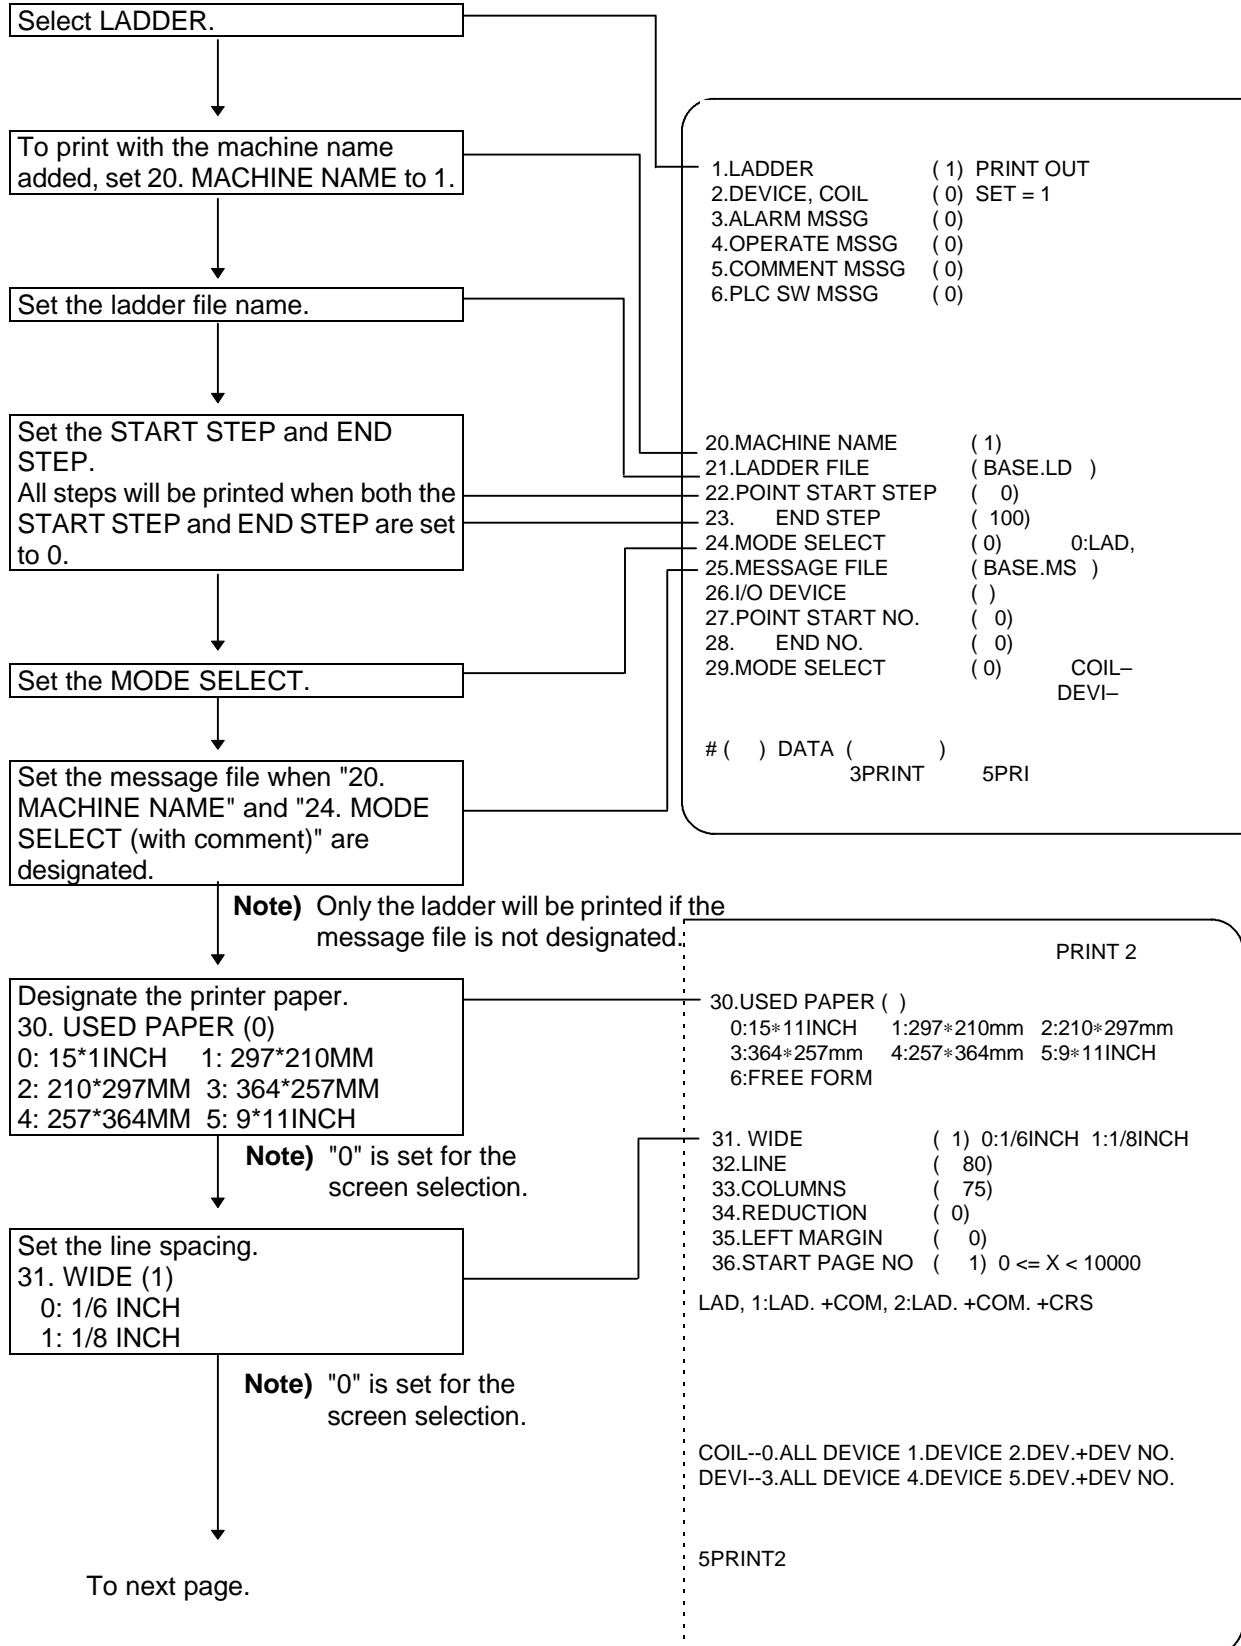 Select LADDER.
To print with the machine name
added, set 20. MACHINE NAME to 1.
Set the ladder file name.
Set the START STEP and END
STEP.
All steps will be printed when both the
START STEP and END STEP are set
to 0.
Set the MODE SELECT.
Set the message file when "20.
MACHINE NAME" and "24. MODE
SELECT (with comment)" are
designated.
Note) Only the ladder will be printed if the
message file is not designated.
Designate the printer paper.
30. USED PAPER (0)
0: 15*1INCH 1: 297*210MM
2: 210*297MM 3: 364*257MM
4: 257*364MM 5: 9*11INCH
Note) "0" is set for the
screen selection.
Set the line spacing.
31. WIDE (1)
0: 1/6 INCH
1: 1/8 INCH
Note) "0" is set for the
screen selection.
To next page.
1.LADDER ( 1) PRINT OUT
2.DEVICE, COIL ( 0) SET = 1
3.ALARM MSSG ( 0)
4.OPERATE MSSG ( 0)
5.COMMENT MSSG ( 0)
6.PLC SW MSSG ( 0)
20.MACHINE NAME ( 1)
21.LADDER FILE ( BASE.LD )
22.POINT START STEP ( 0)
23. END STEP ( 100)
24.MODE SELECT ( 0) 0:LAD,
25.MESSAGE FILE ( BASE.MS )
26.I/O DEVICE ( )
27.POINT START NO. ( 0)
28. END NO. ( 0)
29.MODE SELECT ( 0) COIL–
DEVI–
# ( ) DATA ( )
3PRINT 5PRI
PRINT 2
30.USED PAPER ( )
0:15*11INCH 1:297*210mm 2:210*297mm
3:364*257mm 4:257*364mm 5:9*11INCH
6:FREE FORM
31. WIDE ( 1) 0:1/6INCH 1:1/8INCH
32.LINE ( 80)
33.COLUMNS ( 75)
34.REDUCTION ( 0)
35.LEFT MARGIN ( 0)
36.START PAGE NO ( 1) 0 <= X < 10000
LAD, 1:LAD. +COM, 2:LAD. +COM. +CRS
COIL--0.ALL DEVICE 1.DEVICE 2.DEV.+DEV NO.
DEVI--3.ALL DEVICE 4.DEVICE 5.DEV.+DEV NO.
5PRINT2